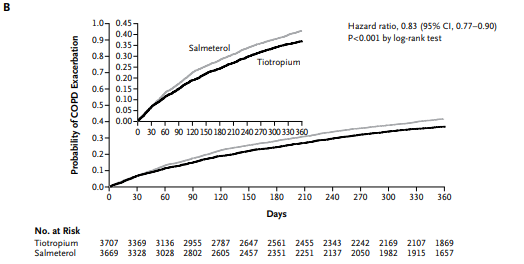 B
Hazard ratio, 0.83 (95% CI, 0.77–0.90)
P<0.001 by log-rank test
Probability of COPD Exacerbation
1.0
0.9
0.8
0.7
0.6
0.5
0.4
0.3
0.2
0.1
0.0
0.45
0.40
0.35
0.30
0.25
0.20
0.15
0.10
0.05
0.00
Salmeterol
Tiotropium
0 30 60 90 120 150 180 210 240 270 300 330 360
0 30 60 90 120 150 180 210 240 270 300 330 360
Days
No. at Risk
Tiotropium 3707 3369 3136 2955 2787 2647 2561 2455 2343 2242 2169 2107 1869
Salmeterol 3669 3328 3028 2802 2605 2457 2351 2251 2137 2050 1982 1915 1657